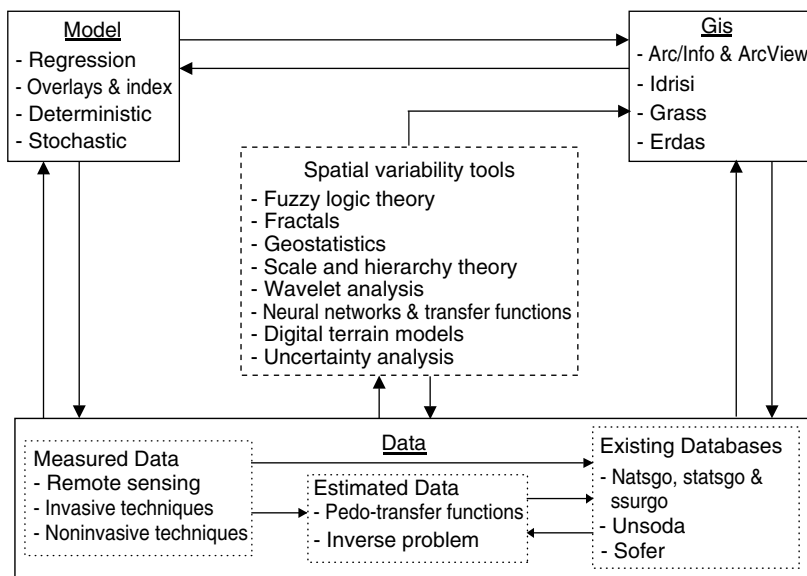 Model
- Regression
- Overlays & index
- Deterministic
- Stochastic
Gis
- Arc/Info & ArcView
- Idrisi
- Grass
- Erdas
Spatial variability tools
- Fuzzy logic theory
- Fractals
- Geostatistics
- Scale and hierarchy theory
- Wavelet analysis
- Neural networks & transfer functions
- Digital terrain models
- Uncertainty analysis
Data
Measured Data
- Remote sensing
- Invasive techniques
- Noninvasive techniques
Estimated Data
- Pedo-transfer functions
- Inverse problem
Existing Databases
- Natsgo, statsgo &
ssurgo
- Unsoda
- Sofer